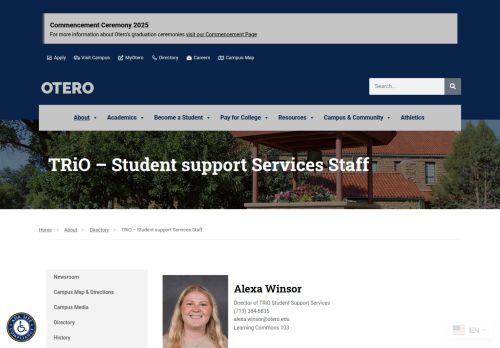 Commencement Ceremony 2025
For more information about Otero's graduation ceremonies visit our Commencement Page
Apply Visit Campus MyOtero Directory Careers Campus Map
OTERO
Search...
About Academics Become a Student Pay for College Resources Campus & Community Athletics
TRiO – Student support Services Staff
Home > About > Directory > TRiO – Student support Services Staff
Newsroom
Campus Map & Directions
Campus Media
Directory
History
Alexa Winsor
Director of TRiO Student Support Services
(719) 384-6835
alexa.winsor@otero.edu
Learning Commons 103
EN